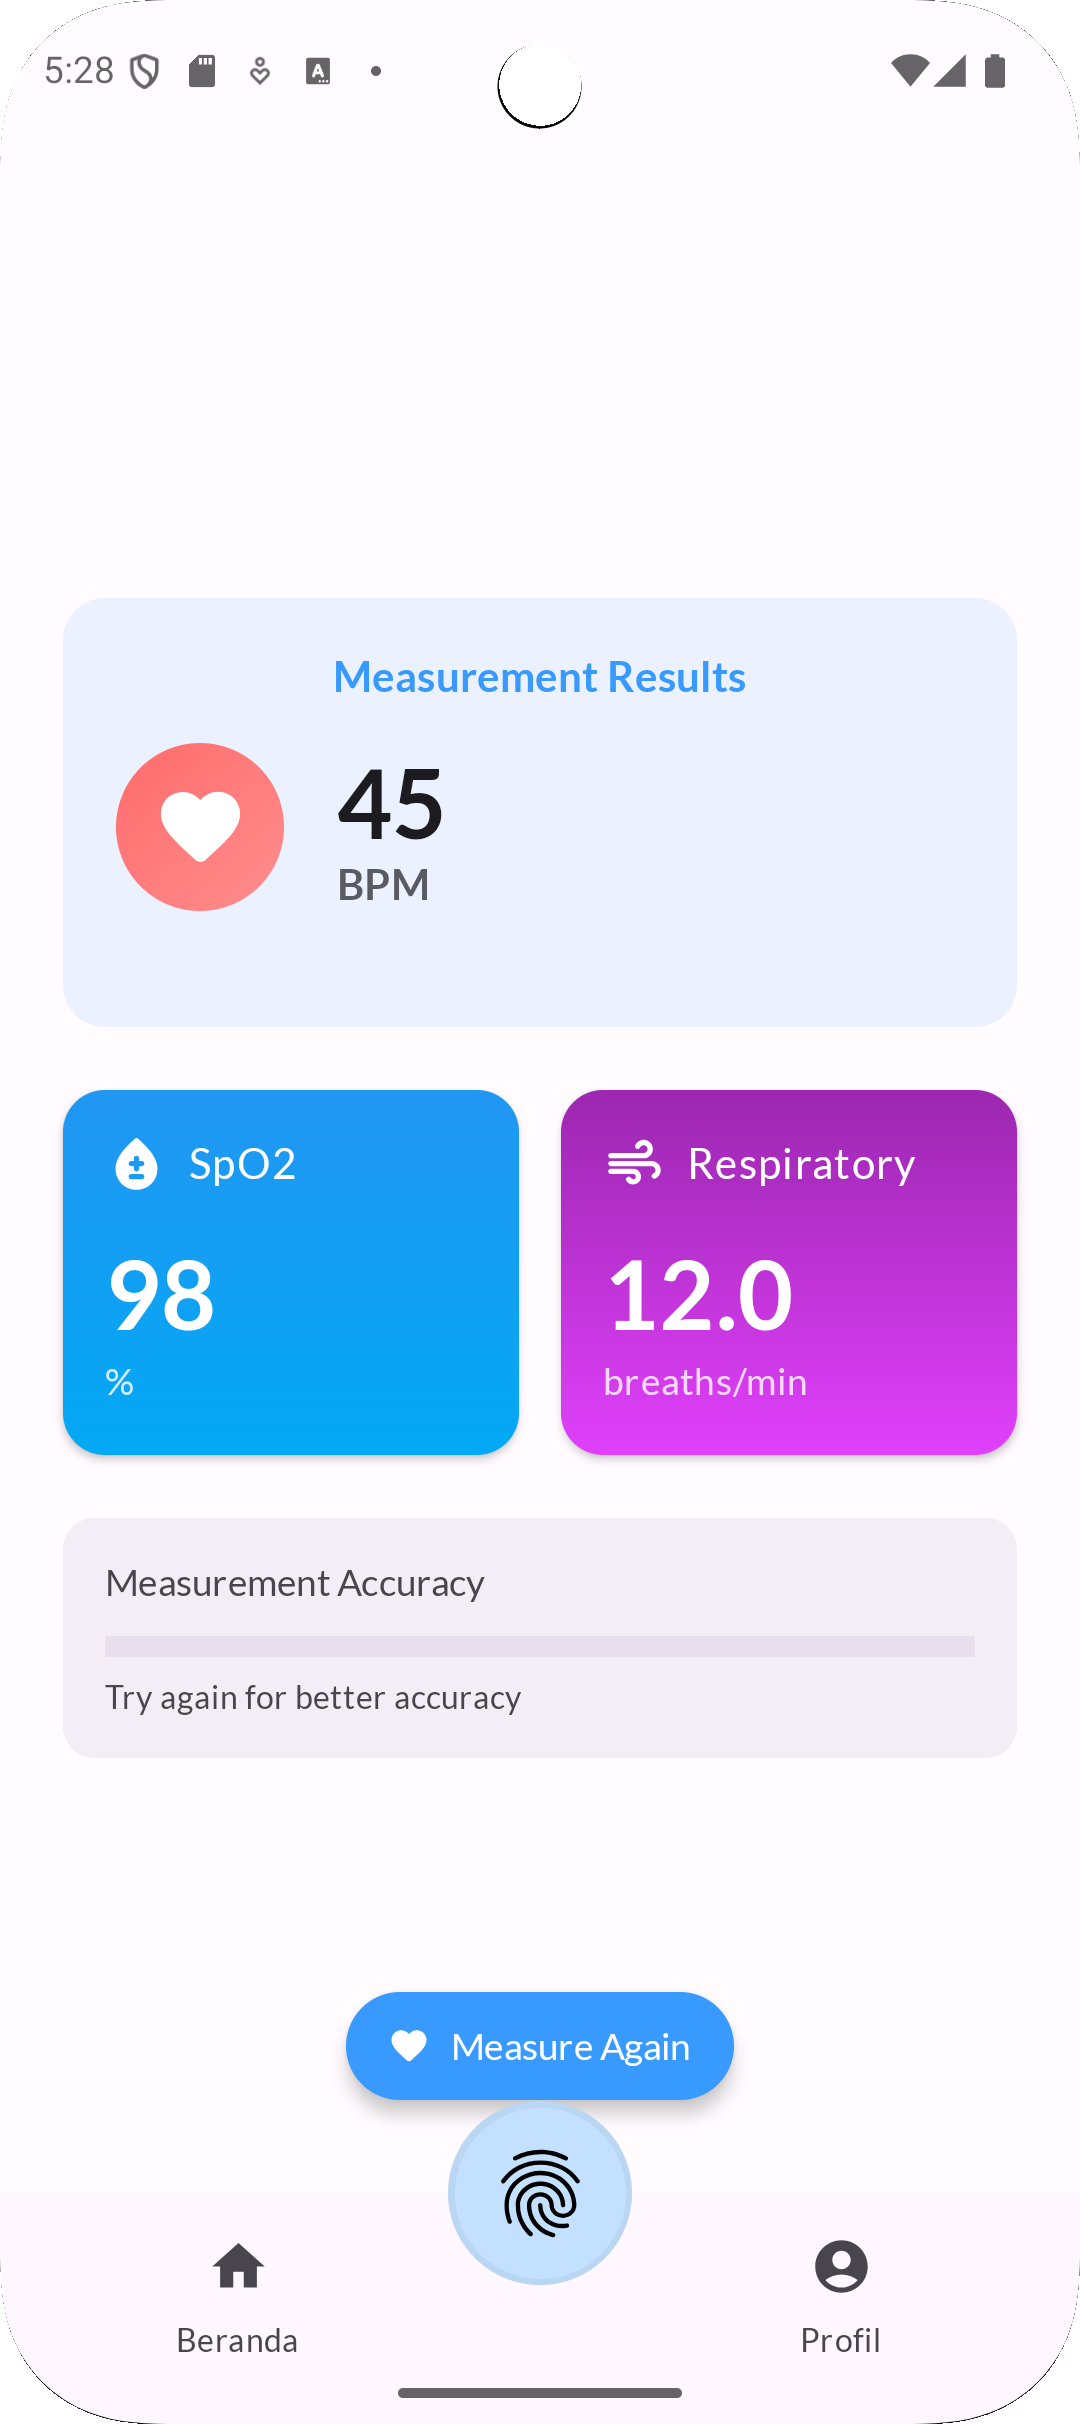 5:28
Measurement Results
45
BPM
SpO2
98
%
Respiratory
12.0
breaths/min
Measurement Accuracy
Try again for better accuracy
Measure Again
Beranda
Profil